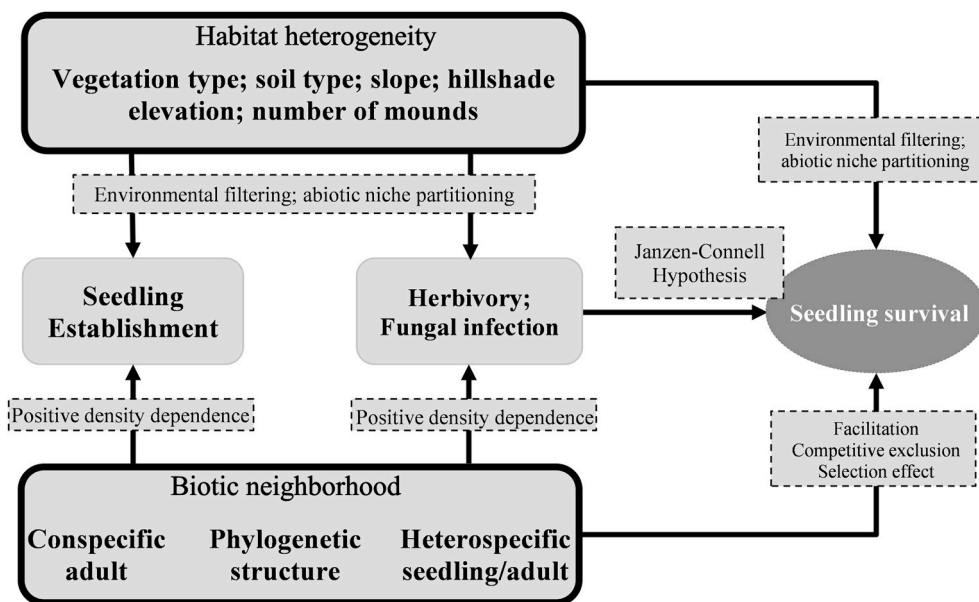 Habitat heterogeneity
Vegetation type; soil type; slope; hillshade
elevation; number of mounds
Environmental filtering;
abiotic niche partitioning
Environmental filtering; abiotic niche partitioning
Janzen-Connell
Hypothesis
Seedling
Establishment
Herbivory;
Fungal infection
Seedling survival
Positive density dependence
Positive density dependence
Facilitation
Competitive exclusion
Selection effect
Biotic neighborhood
Conspecific
adult
Phylogenetic
structure
Heterospecific
seedling/adult